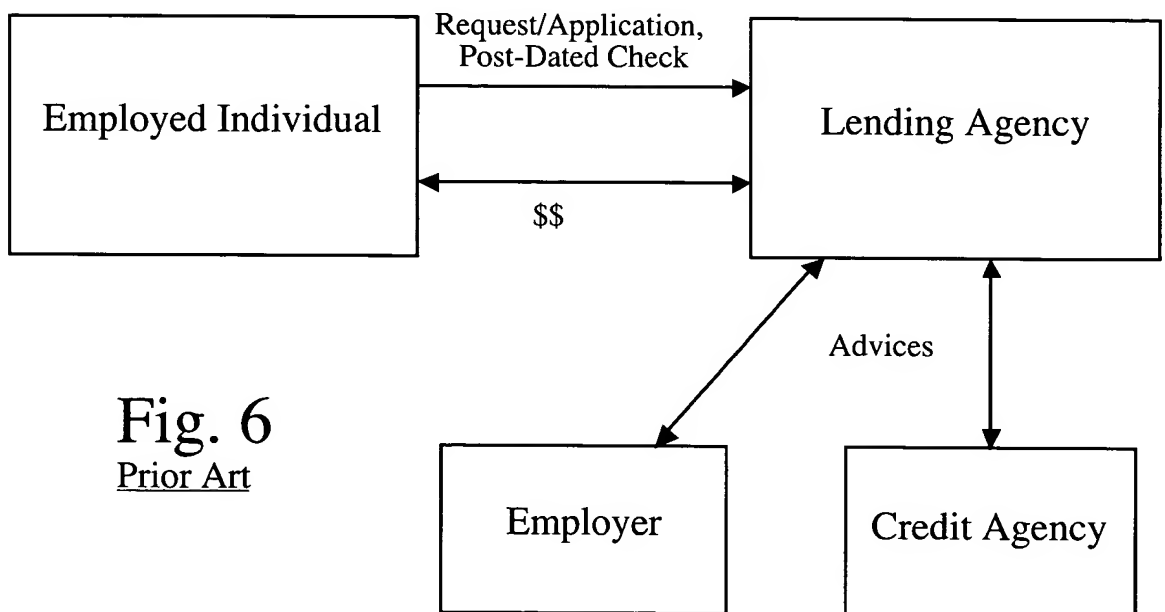 Request/Application,
Post-Dated Check
Employed Individual
Lending Agency
$$
Advices
Fig. 6
Prior Art
Employer
Credit Agency